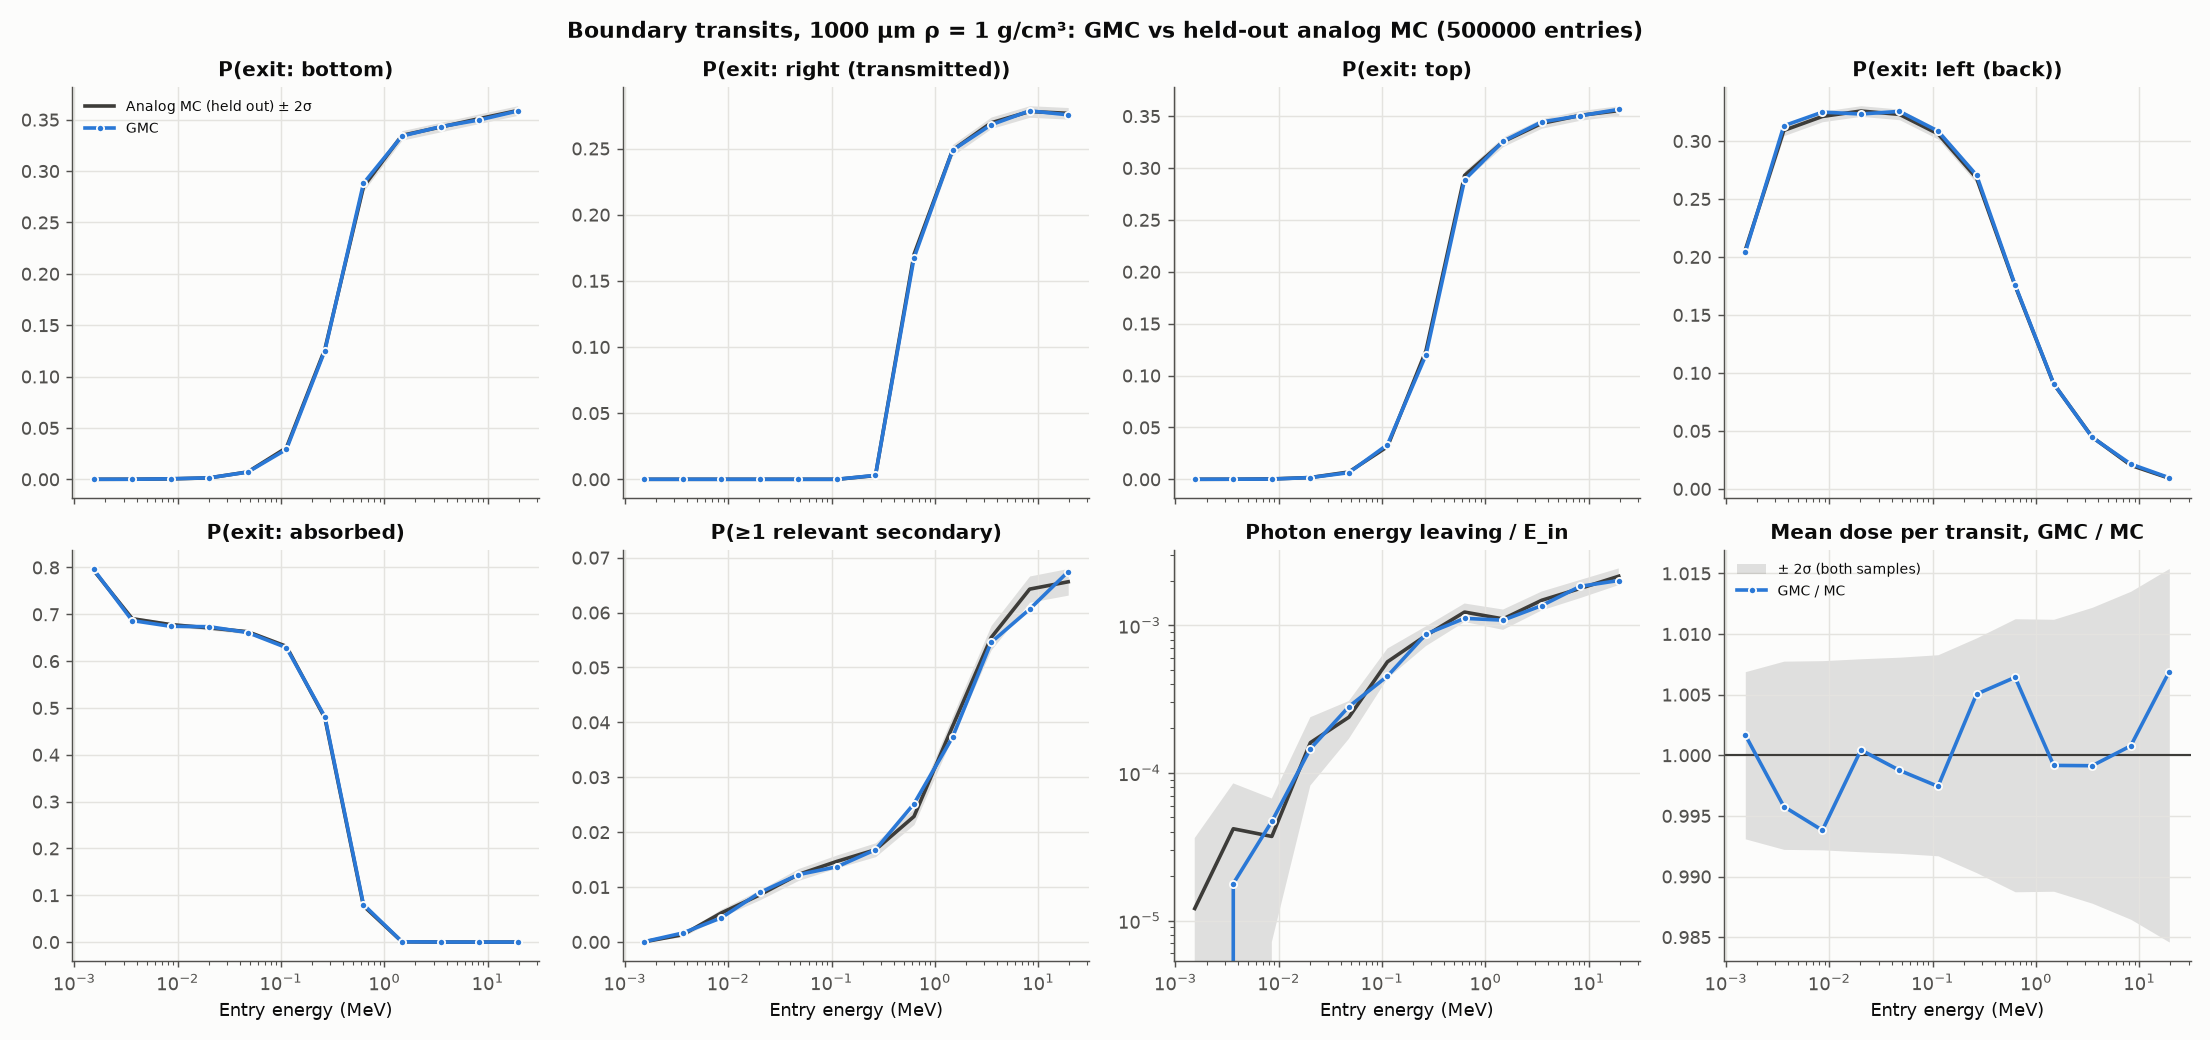 Boundary transits, 1000 μm ρ = 1 g/cm³: GMC vs held-out analog MC (500000 entries)
P(exit: bottom)
Analog MC (held out) ± 2σ
GMC
0.35
0.30
0.25
0.20
0.15
0.10
0.05
0.00
P(exit: right (transmitted))
0.25
0.20
0.15
0.10
0.05
0.00
P(exit: top)
0.35
0.30
0.25
0.20
0.15
0.10
0.05
0.00
P(exit: left (back))
0.30
0.25
0.20
0.15
0.10
0.05
0.00
P(exit: absorbed)
0.8
0.7
0.6
0.5
0.4
0.3
0.2
0.1
0.0
10⁻³ 10⁻² 10⁻¹ 10⁰ 10¹
Entry energy (MeV)
P(≥1 relevant secondary)
0.07
0.06
0.05
0.04
0.03
0.02
0.01
0.00
10⁻³ 10⁻² 10⁻¹ 10⁰ 10¹
Entry energy (MeV)
Photon energy leaving / E_in
10⁻³
10⁻⁴
10⁻⁵
10⁻³ 10⁻² 10⁻¹ 10⁰ 10¹
Entry energy (MeV)
Mean dose per transit, GMC / MC
± 2σ (both samples)
GMC / MC
1.015
1.010
1.005
1.000
0.995
0.990
0.985
10⁻³ 10⁻² 10⁻¹ 10⁰ 10¹
Entry energy (MeV)